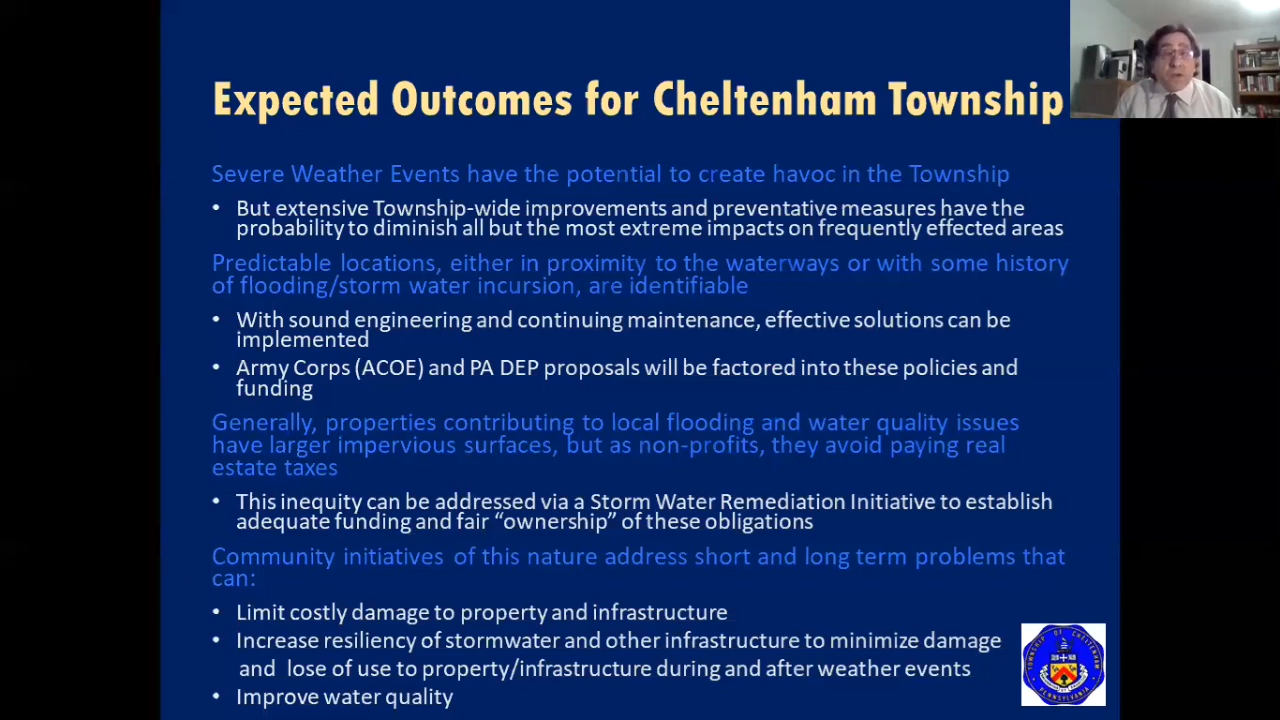 Expected Outcomes for Cheltenham Township
Severe Weather Events have the potential to create havoc in the Township
• But extensive Township-wide improvements and preventative measures have the
probability to diminish all but the most extreme impacts on frequently effected areas
Predictable locations, either in proximity to the waterways or with some history
of flooding/storm water incursion, are identifiable
• With sound engineering and continuing maintenance, effective solutions can be
implemented
• Army Corps (ACOE) and PA DEP proposals will be factored into these policies and
funding
Generally, properties contributing to local flooding and water quality issues
have larger impervious surfaces, but as non-profits, they avoid paying real
estate taxes
• This inequity can be addressed via a Storm Water Remediation Initiative to establish
adequate funding and fair “ownership” of these obligations
Community initiatives of this nature address short and long term problems that
can:
• Limit costly damage to property and infrastructure
• Increase resiliency of stormwater and other infrastructure to minimize damage
and lose of use to property/infrastructure during and after weather events
• Improve water quality
TOWNSHIP OF CHELTENHAM
PENNSYLVANIA